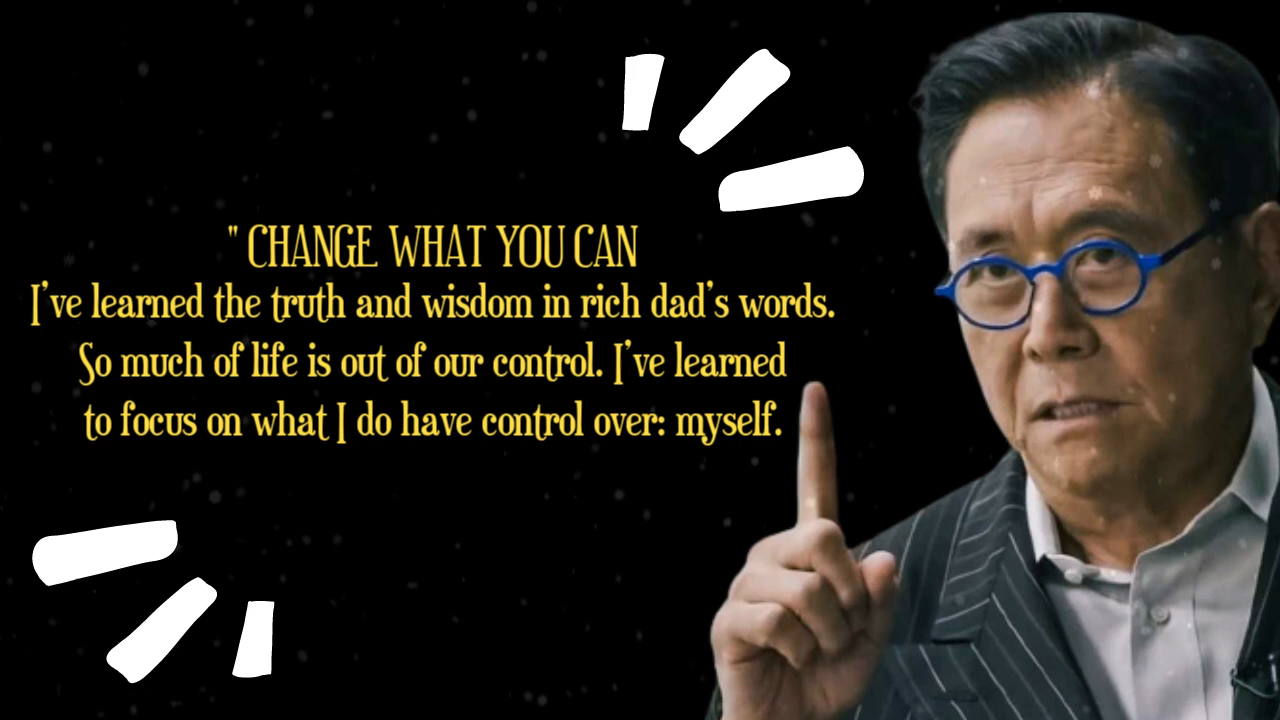 " CHANGE WHAT YOU CAN
I've learned the truth and wisdom in rich dad's words.
So much of life is out of our control. I've learned
to focus on what I do have control over: myself.